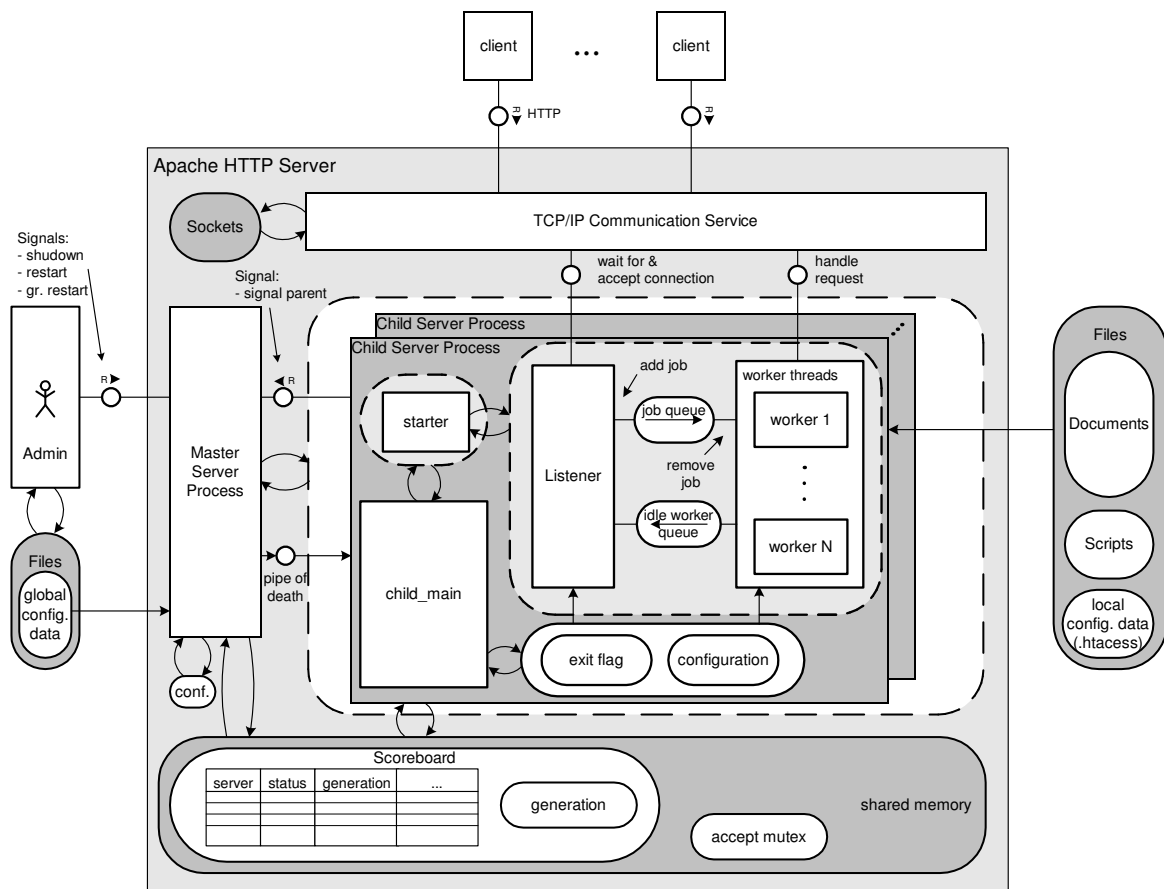 client
...
client
R
HTTP
R
Apache HTTP Server
Sockets
TCP/IP Communication Service
Signals:
- shudown
- restart
- gr. restart
Signal:
- signal parent
wait for &
accept connection
handle
request
R
R
Admin
Files
global
config.
data
Master
Server
Process
pipe of
death
conf.
Child Server Process
Child Server Process
starter
child_main
Listener
add job
job queue
remove
job
idle worker
queue
worker threads
worker 1
worker N
exit flag
configuration
Files
Documents
Scripts
local
config. data
(.htacess)
Scoreboard
server
status
generation
...
generation
accept mutex
shared memory